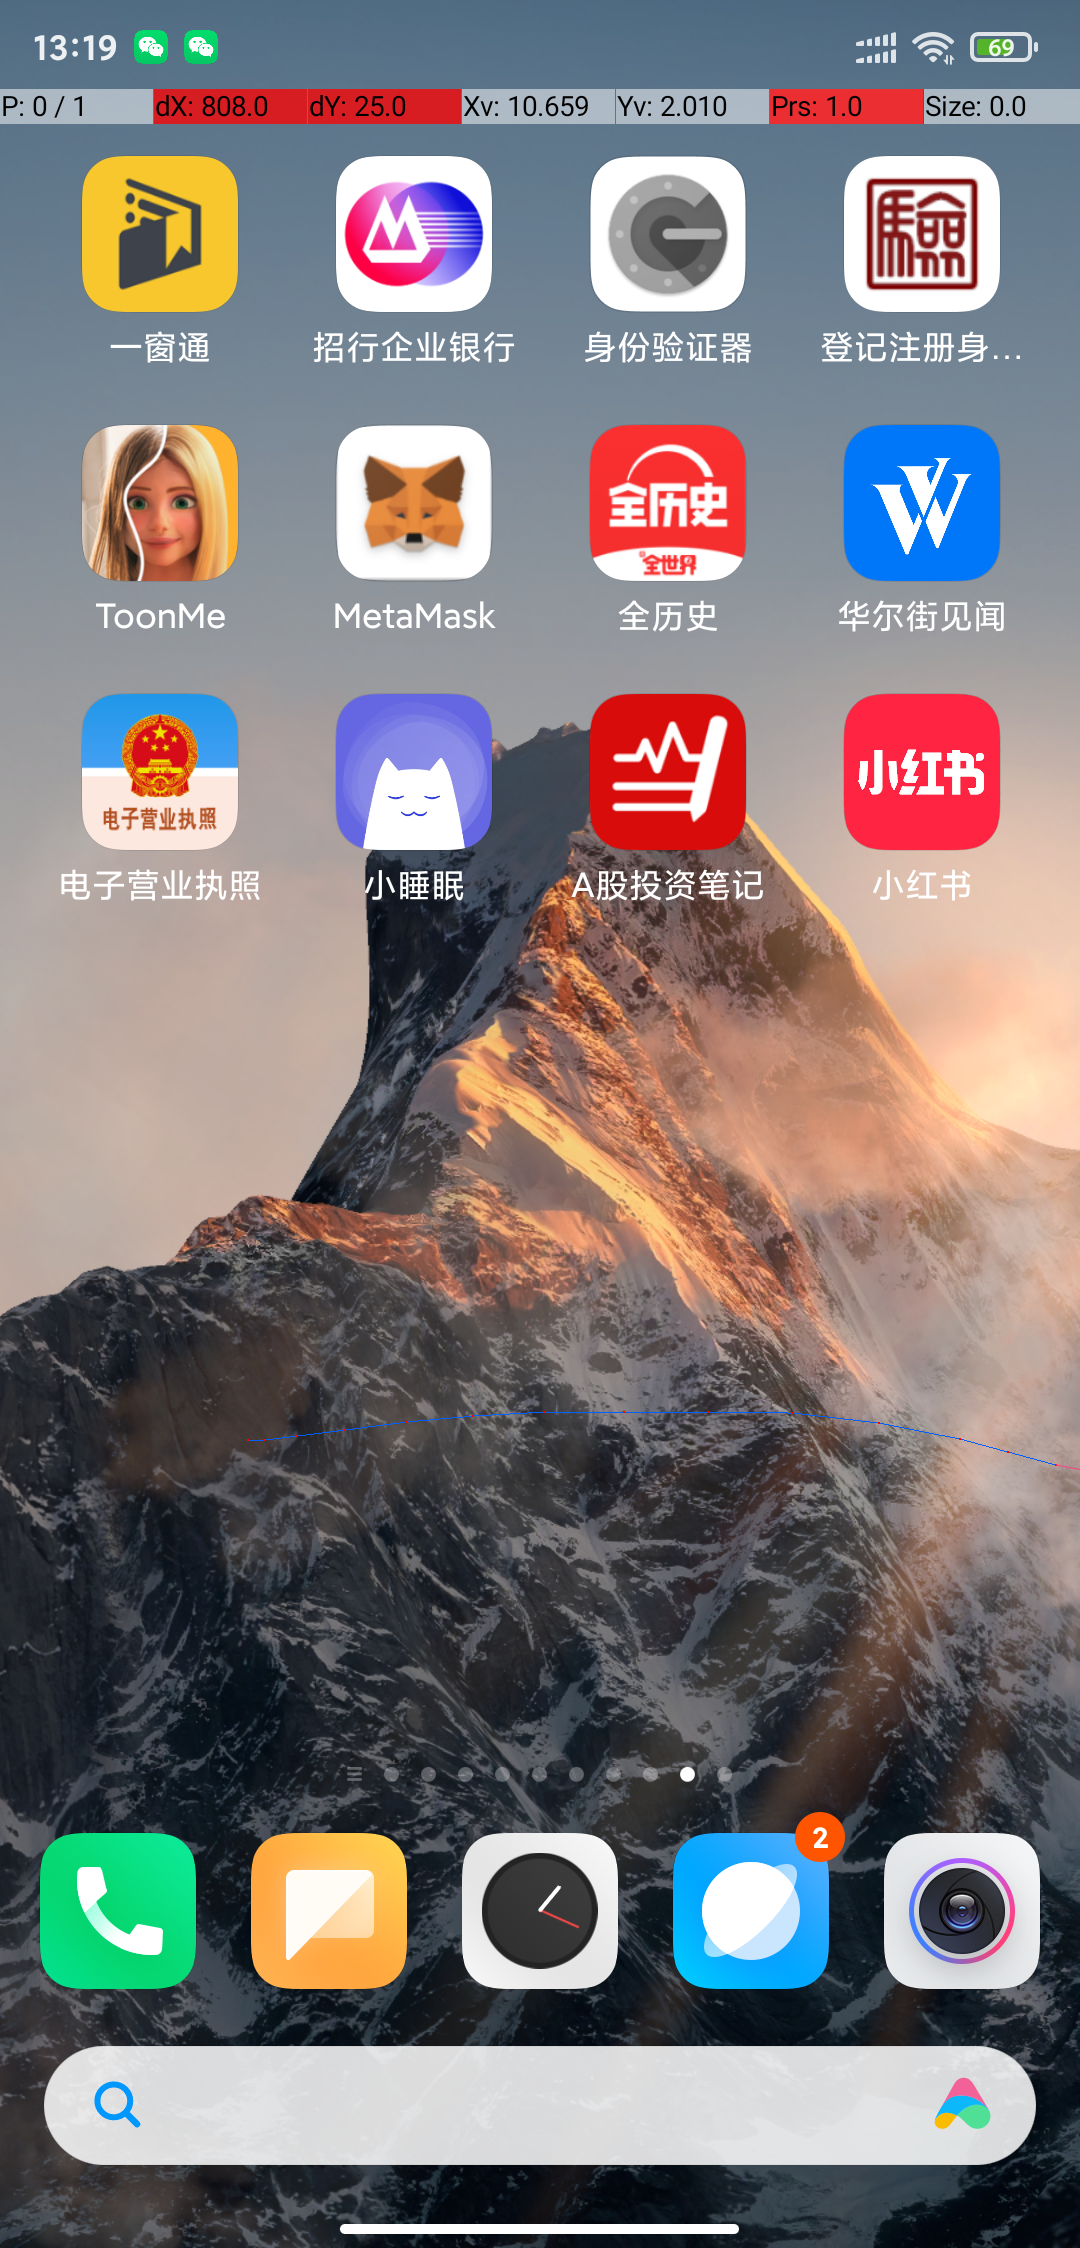 13:19
69
P: 0 / 1 dX: 808.0 dY: 25.0 Xv: 10.659 Yv: 2.010 Prs: 1.0 Size: 0.0
驗
一窗通 招行企业银行 身份验证器 登记注册身...
全历史
全世界
ToonMe MetaMask 全历史 华尔街见闻
电子营业执照
小红书
电子营业执照 小睡眠 A股投资笔记 小红书
2